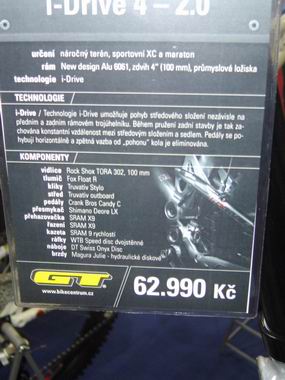 i-Drive 4 – 2.0
určení náročný terén, sportovní XC a maraton
rám New design Alu 6061, zdvih 4" (100 mm), průmyslová ložiska
technologie i-Drive
TECHNOLOGIE
i-Drive / Technologie i-Drive umožňuje pohyb středového složení nezávisle na
předním a zadním rámovém trojúhelníku. Během pružení zadní stavby je tak za-
chována konstantní vzdálenost mezi středovým složením a sedlem. Pedály se po-
hybují horizontálně a zpětná vazba od „pohonu" kola je eliminována.
KOMPONENTY
vidlice Rock Shox TORA 302, 100 mm
tlumič Fox Float R
kliky Truvativ Stylo
střed Truvativ outboard
pedály Crank Bros Candy C
přesmykač Shimano Deore LX
přehazovačka SRAM X9
řazení SRAM X9
kazeta SRAM 9 rychlostí
ráfky WTB Speed disc dvojstěnné
náboje DT Swiss Onyx Disc
brzdy Magura Julie - hydraulické diskové
GT
www.bikecentrum.cz
62.990 Kč